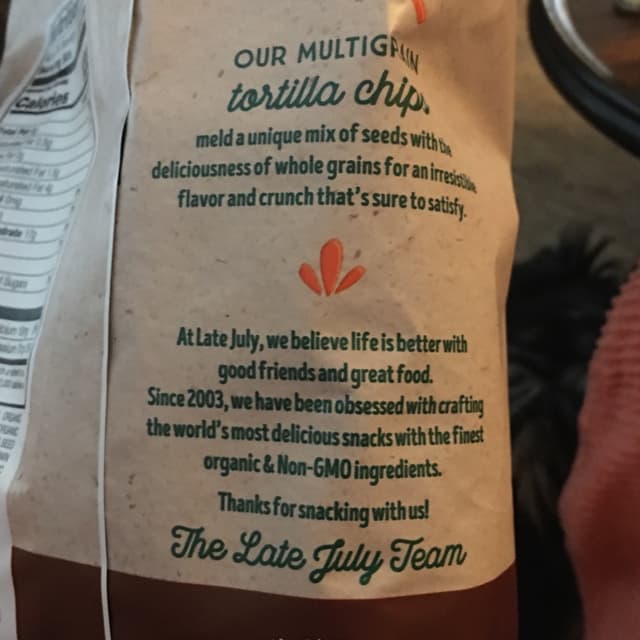 OUR MULTIGRAIN
tortilla chips
meld a unique mix of seeds with the
deliciousness of whole grains for an irresistible
flavor and crunch that's sure to satisfy.
At Late July, we believe life is better with
good friends and great food.
Since 2003, we have been obsessed with crafting
the world's most delicious snacks with the finest
organic & Non-GMO ingredients.
Thanks for snacking with us!
The Late July Team
Calories